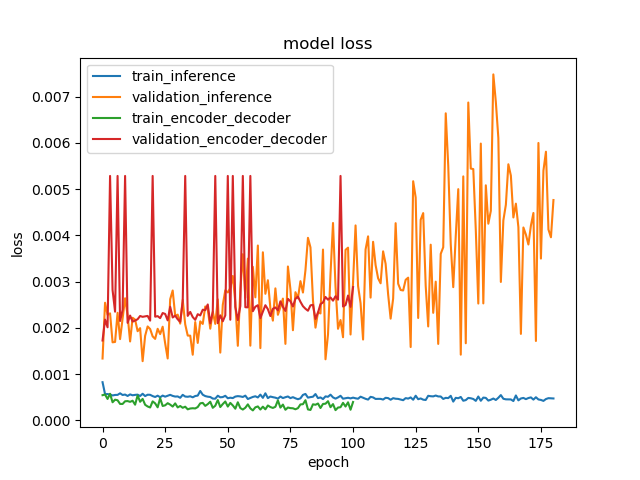 model loss
train_inference
validation_inference
train_encoder_decoder
validation_encoder_decoder
loss
0.007
0.006
0.005
0.004
0.003
0.002
0.001
0.000
0 25 50 75 100 125 150 175
epoch